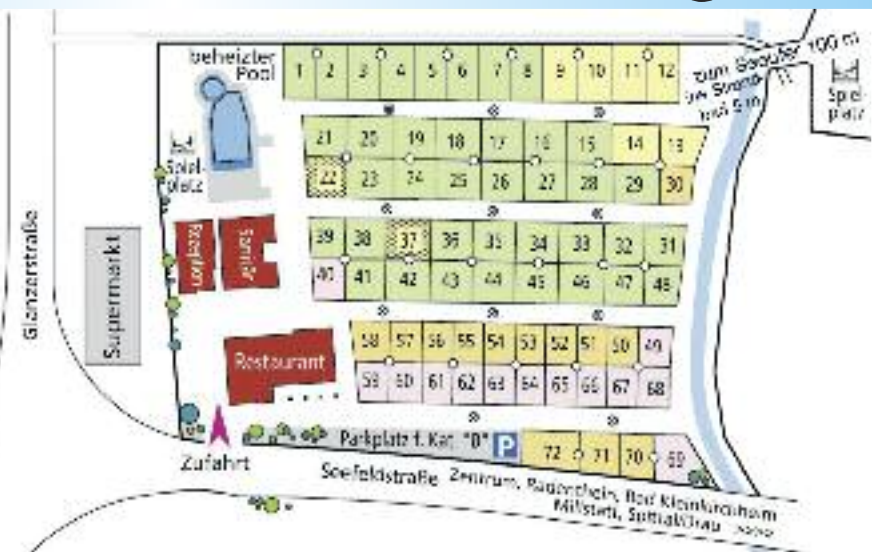 beheizter
Pool
1 2 3 4 5 6 7 8 9 10 11 12
zum Seeufer 100 m
Spiel-
platz
21 20 19 18 17 16 15 14 13
22 23 24 25 26 27 28 29 30
Spiel-
platz
Glanzerstraße
Supermarkt
Rezeption
Sanitär
39 38 37 36 35 34 33 32 31
40 41 42 43 44 45 46 47 48
Restaurant
58 57 56 55 54 53 52 51 50 49
59 60 61 62 63 64 65 66 67 68
Parkplatz f. Kat. "B" P
72 71 70 69
Zufahrt
Seefeldstraße
Zentrum, Radenthein, Bad Kleinkirchheim
Millstatt, Spittal/Drau >>>>